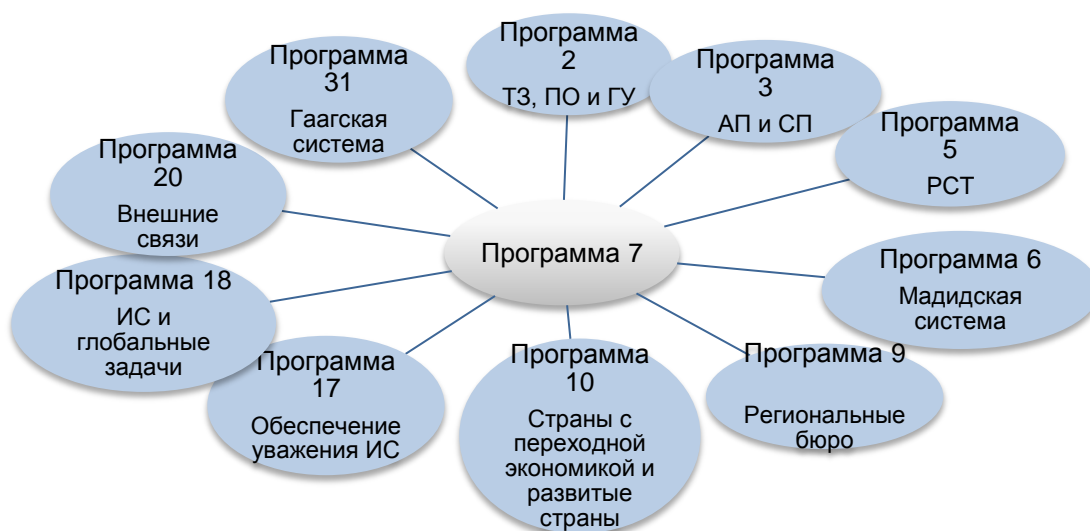 Программа
2
ТЗ, ПО и ГУ
Программа
3
АП и СП
Программа
5
РСТ
Программа 6
Мадидская
система
Программа 9
Региональные
бюро
Программа
10
Страны с
переходной
экономикой и
развитые
страны
Программа
17
Обеспечение
уважения ИС
Программа 18
ИС и
глобальные
задачи
Программа
20
Внешние
связи
Программа
31
Гаагская
система
Программа 7